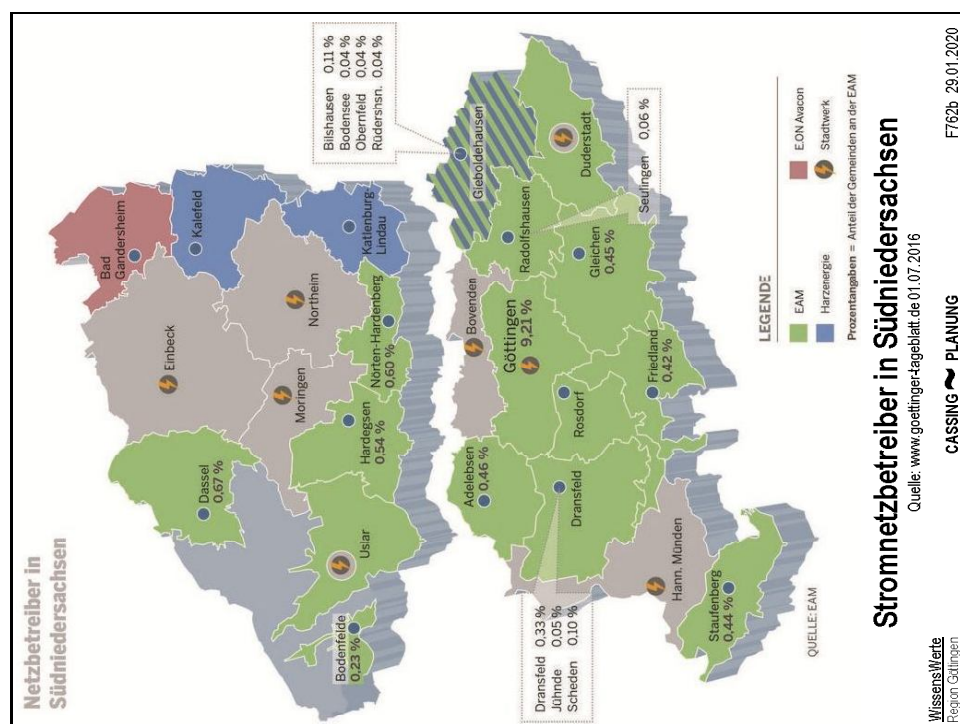 Netzbetreiber in
Südniedersachsen
Bad
Gandersheim
Kalefeld
Einbeck
Katlenburg-
Lindau
Northeim
Moringen
Dassel
0,67 %
Nörten-Hardenberg
0,60 %
Hardegsen
0,54 %
Uslar
Bodenfelde
0,23 %
Bilshausen 0,11 %
Bodensee 0,04 %
Obernfeld 0,04 %
Rüdershsn. 0,04 %
Gieboldehausen
Duderstadt
Radolfshausen
Seulingen 0,06 %
Bovenden
Göttingen
9,21 %
Gleichen
0,45 %
Adelebsen
0,46 %
Rosdorf
Friedland
0,42 %
Dransfeld
Dransfeld 0,33 %
Jühnde 0,05 %
Scheden 0,10 %
Hann. Münden
Staufenberg
0,44 %
QUELLE: EAM
LEGENDE
EAM
E.ON Avacon
Harzenergie
Stadtwerk
Prozentangaben = Anteil der Gemeinden an der EAM
Stromnetzbetreiber in Südniedersachsen
Quelle: www.goettinger-tageblatt.de 01.07.2016
WissensWerte
Region Göttingen
CASSING ~ PLANUNG
F762b 29.01.2020